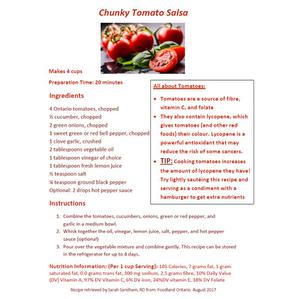 Chunky Tomato Salsa
Makes 4 cups
Preparation Time: 20 minutes
Ingredients
4 Ontario tomatoes, chopped
½ cucumber, chopped
2 green onions, chopped
1 sweet green or red bell pepper, chopped
1 clove garlic, crushed
2 tablespoons vegetable oil
1 tablespoon vinegar of choice
1 tablespoon fresh lemon juice
½ teaspoon salt
¼ teaspoon ground black pepper
Optional: 2 drops hot pepper sauce
All about Tomatoes:
• Tomatoes are a source of fibre,
vitamin C, and folate
• They also contain lycopene, which
gives tomatoes (and other red
foods) their colour. Lycopene is a
powerful antioxidant that may
reduce the risk of some cancers.
• TIP: Cooking tomatoes increases
the amount of lycopene they have!
Try lightly sautéing this recipe and
serving as a condiment with a
hamburger to get extra nutrients
Instructions
1. Combine the tomatoes, cucumbers, onions, green or red pepper, and
garlic in a medium bowl.
2. Whisk together the oil, vinegar, lemon juice, salt, pepper, and hot pepper
sauce (optional)
3. Pour over the vegetable mixture and combine gently. This recipe can be stored
in the refrigerator for up to 8 days.
Nutrition Information: (Per 1 cup Serving): 105 Calories, 7 grams fat, 1 gram
saturated fat, 0.0 grams trans fat, 300 mg sodium, 2.5 grams fibre, 10% Daily Value
(DV) Vitamin A, 97% DV Vitamin C, 6% DV iron, 24%DV vitamin E, 18% DV Folate
Recipe retrieved by Sarah Sandham, RD from: Foodland Ontario. August 2017